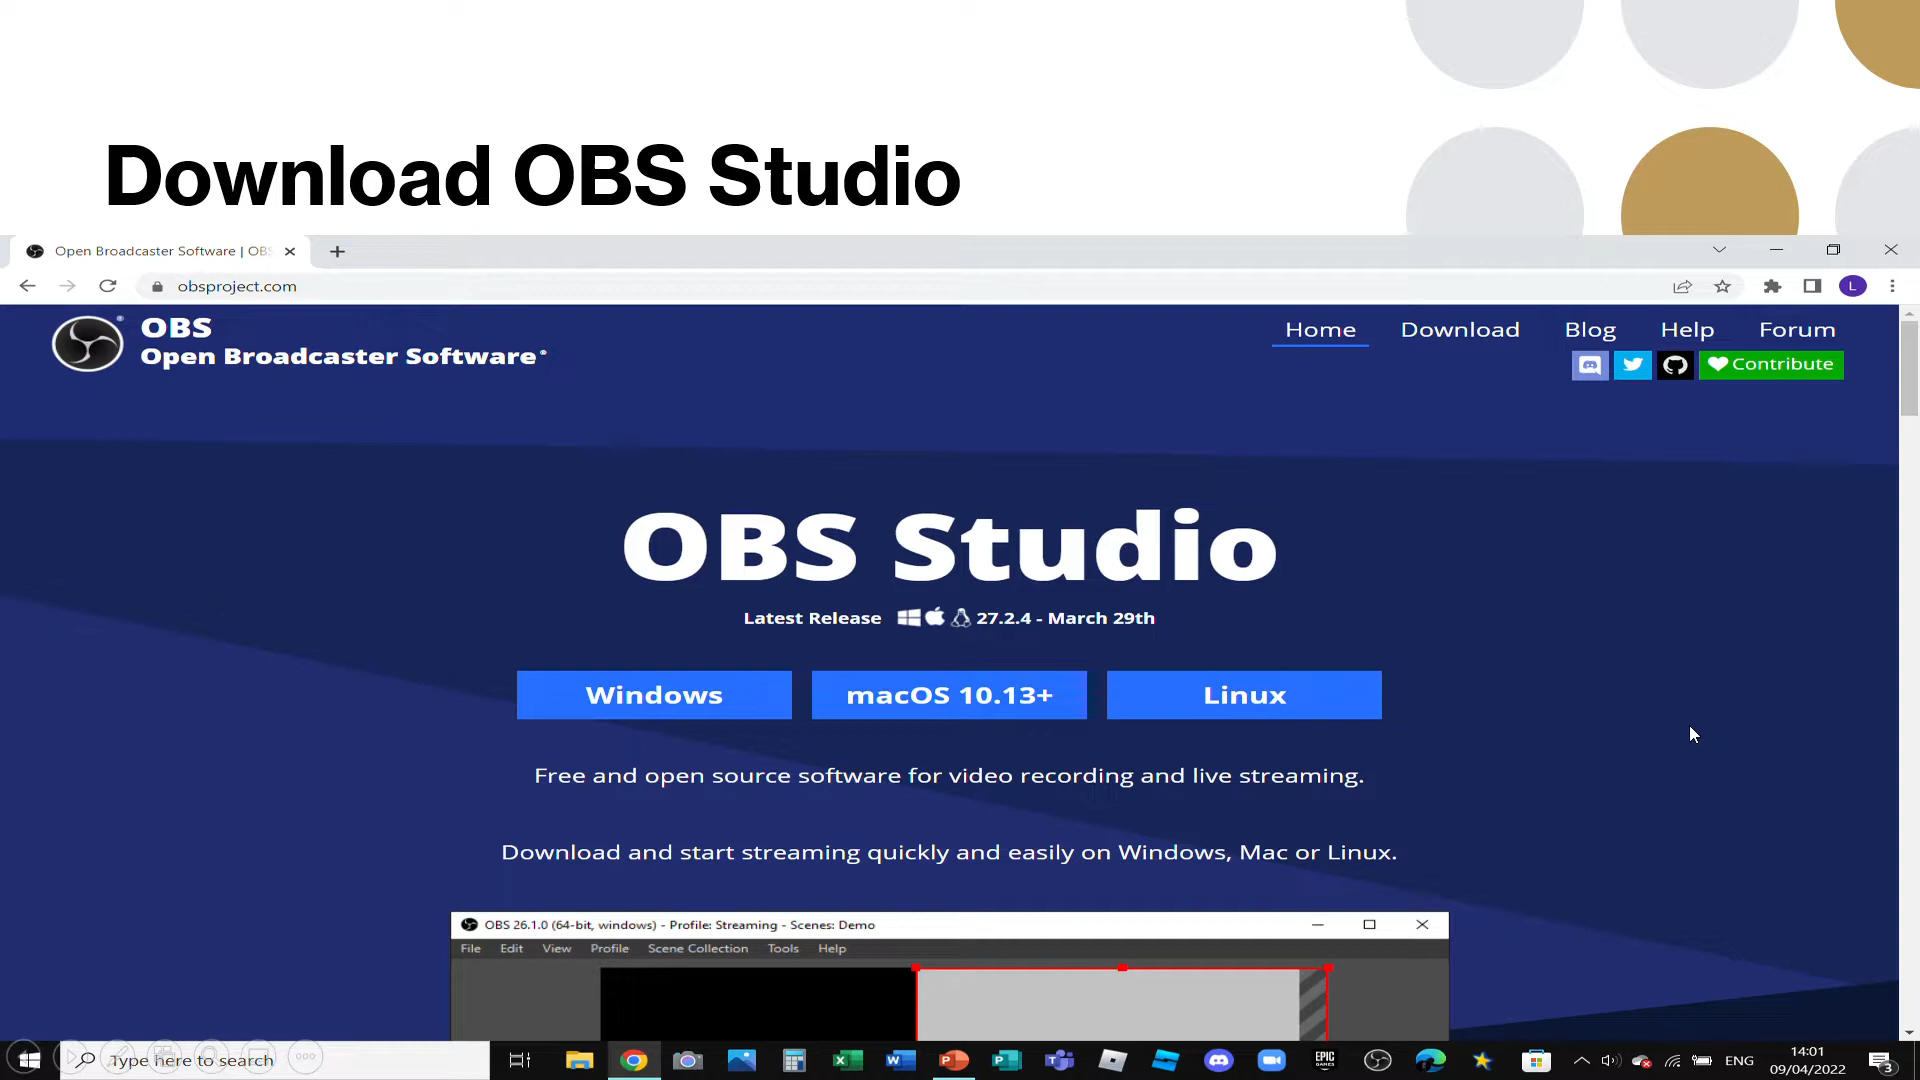 Download OBS Studio
Open Broadcaster Software | OBS
obsproject.com
OBS
Open Broadcaster Software
Home Download Blog Help Forum
Contribute
OBS Studio
Latest Release 27.2.4 - March 29th
Windows macOS 10.13+ Linux
Free and open source software for video recording and live streaming.
Download and start streaming quickly and easily on Windows, Mac or Linux.
OBS 26.1.0 (64-bit, windows) - Profile: Streaming - Scenes: Demo
File Edit View Profile Scene Collection Tools Help
Type here to search
EPIC GAMES
ENG
14:01
09/04/2022
3
L